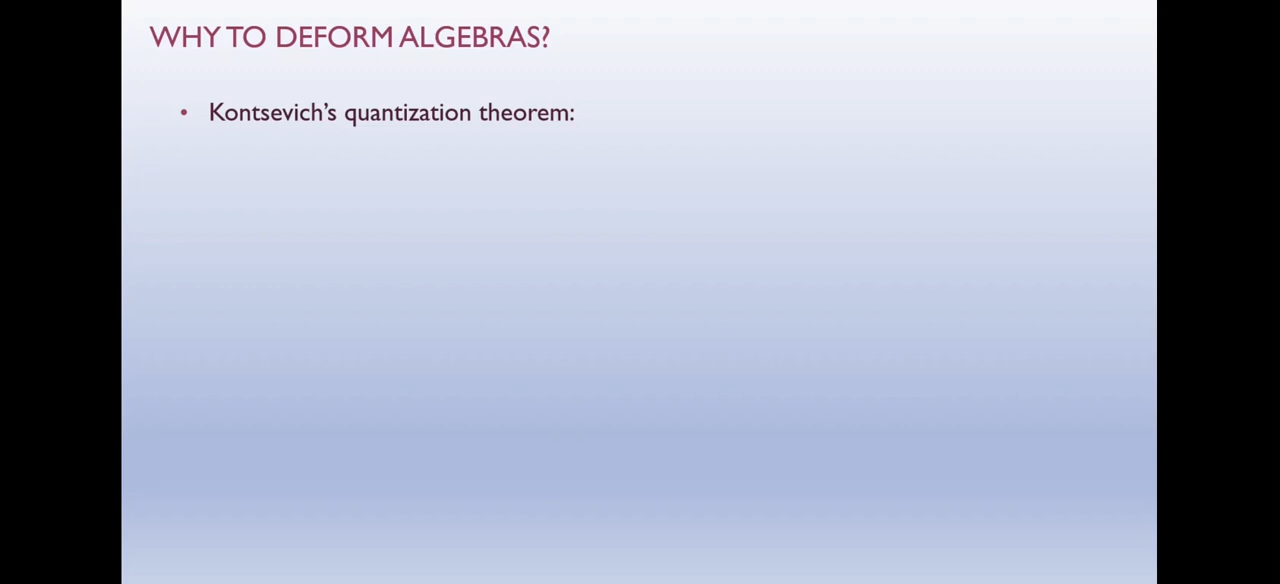 WHY TO DEFORM ALGEBRAS?
• Kontsevich’s quantization theorem: